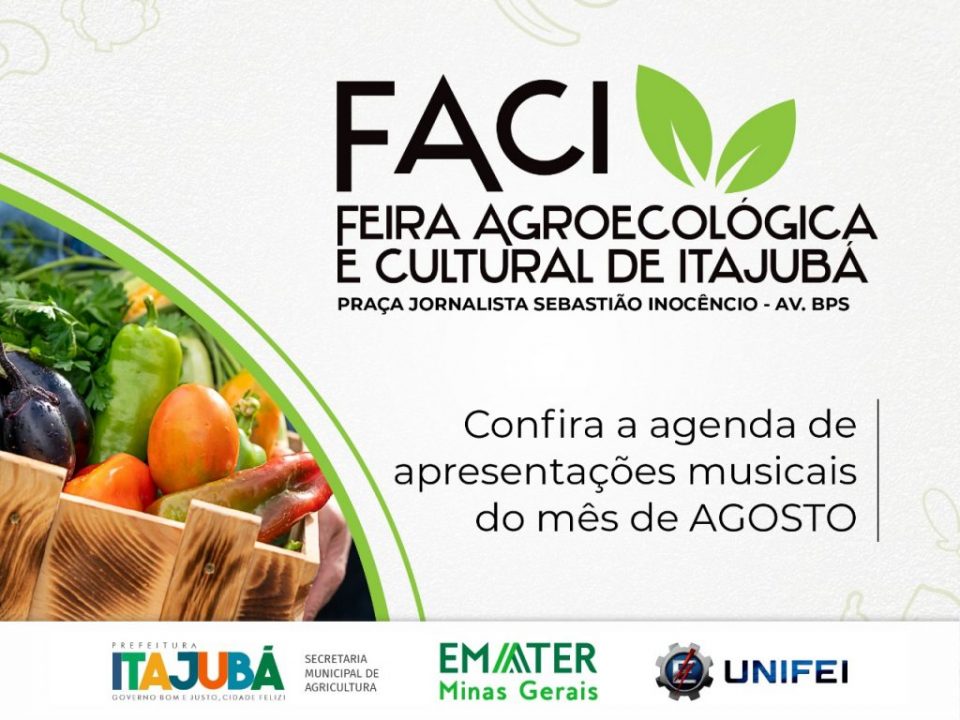 FACI
FEIRA AGROECOLÓGICA
E CULTURAL DE ITAJUBÁ
PRAÇA JORNALISTA SEBASTIÃO INOCÊNCIO - AV. BPS
Confira a agenda de
apresentações musicais
do mês de AGOSTO
PREFEITURA
ITAJUBÁ
GOVERNO BOM E JUSTO, CIDADE FELIZ!
SECRETARIA
MUNICIPAL DE
AGRICULTURA
EMATER
Minas Gerais
UNIFEI